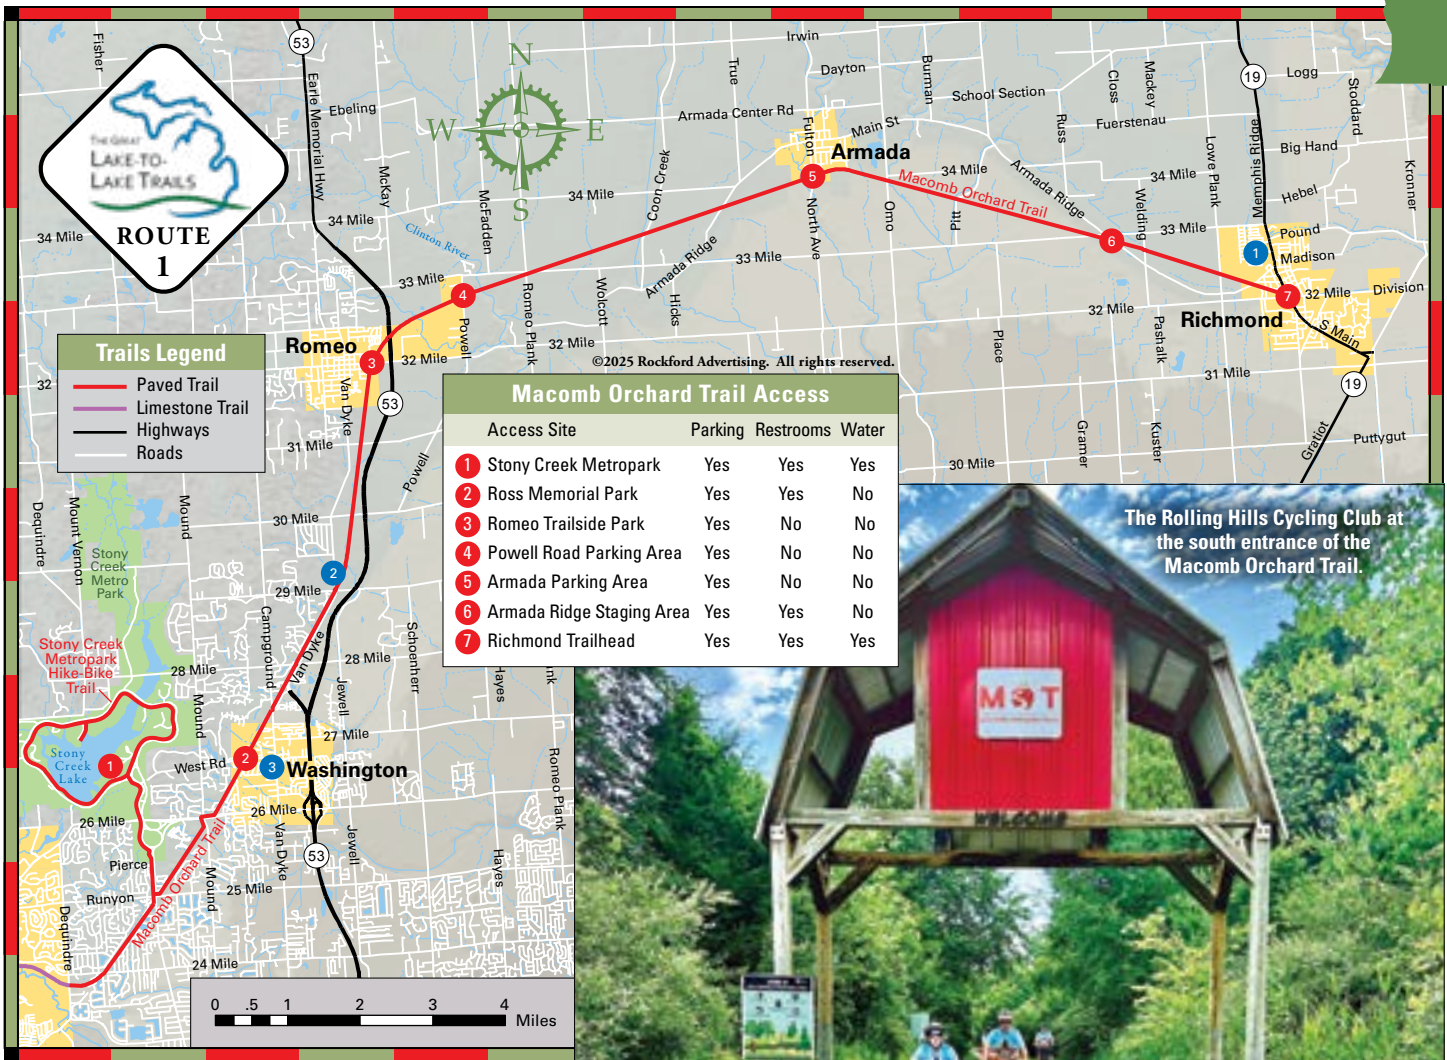 THE GREAT
LAKE-TO-
LAKE TRAILS
ROUTE
1
N
W
E
S
53
Fisher
Earle Memorial Hwy
Ebeling
McKay
McFadden
34 Mile
34 Mile
34 Mile
Clinton River
33 Mile
Coon Creek
Armada Ridge
Irwin
True
Dayton
Burman
Armada Center Rd
School Section
Fulton
Main St
Armada
5
34 Mile
Macomb Orchard Trail
Armada Ridge
Russ
Closs
Mackey
Fuerstenau
Lowe Plank
34 Mile
Welding
33 Mile
6
19
Logg
Stoddard
Memphis Ridge
Big Hand
Hebel
Kronner
Pound
1
Madison
7
32 Mile
Division
Richmond
S Main
19
Gratiot
Puttygut
North Ave
Omo
Pitt
33 Mile
32 Mile
Place
Pashalk
31 Mile
Gramer
Kuster
30 Mile
4
Powell
Romeo Plank
Wolcott
Hicks
32 Mile
32 Mile
Romeo
3
Van Dyke
53
32
31 Mile
Powell
©2025 Rockford Advertising. All rights reserved.
Trails Legend
Paved Trail
Limestone Trail
Highways
Roads
Macomb Orchard Trail Access
Access Site Parking Restrooms Water
1 Stony Creek Metropark Yes Yes Yes
2 Ross Memorial Park Yes Yes No
3 Romeo Trailside Park Yes No No
4 Powell Road Parking Area Yes No No
5 Armada Parking Area Yes No No
6 Armada Ridge Staging Area Yes Yes No
7 Richmond Trailhead Yes Yes Yes
Dequindre
Mount Vernon
Mound
30 Mile
Stony
Creek
Metro
Park
2
29 Mile
Campground
Van Dyke
28 Mile
28 Mile
Schoenherr
Hayes
Jewell
Stony Creek
Metropark
Hike-Bike
Trail
Mound
27 Mile
Stony
Creek
Lake
1
West Rd
2
3
Washington
Romeo Plank
26 Mile
26 Mile
Van Dyke
53
Jewell
Hayes
Pierce
Macomb Orchard Trail
Mound
25 Mile
Runyon
Dequindre
24 Mile
0 .5 1 2 3 4
Miles
The Rolling Hills Cycling Club at
the south entrance of the
Macomb Orchard Trail.
M T
WELCOME